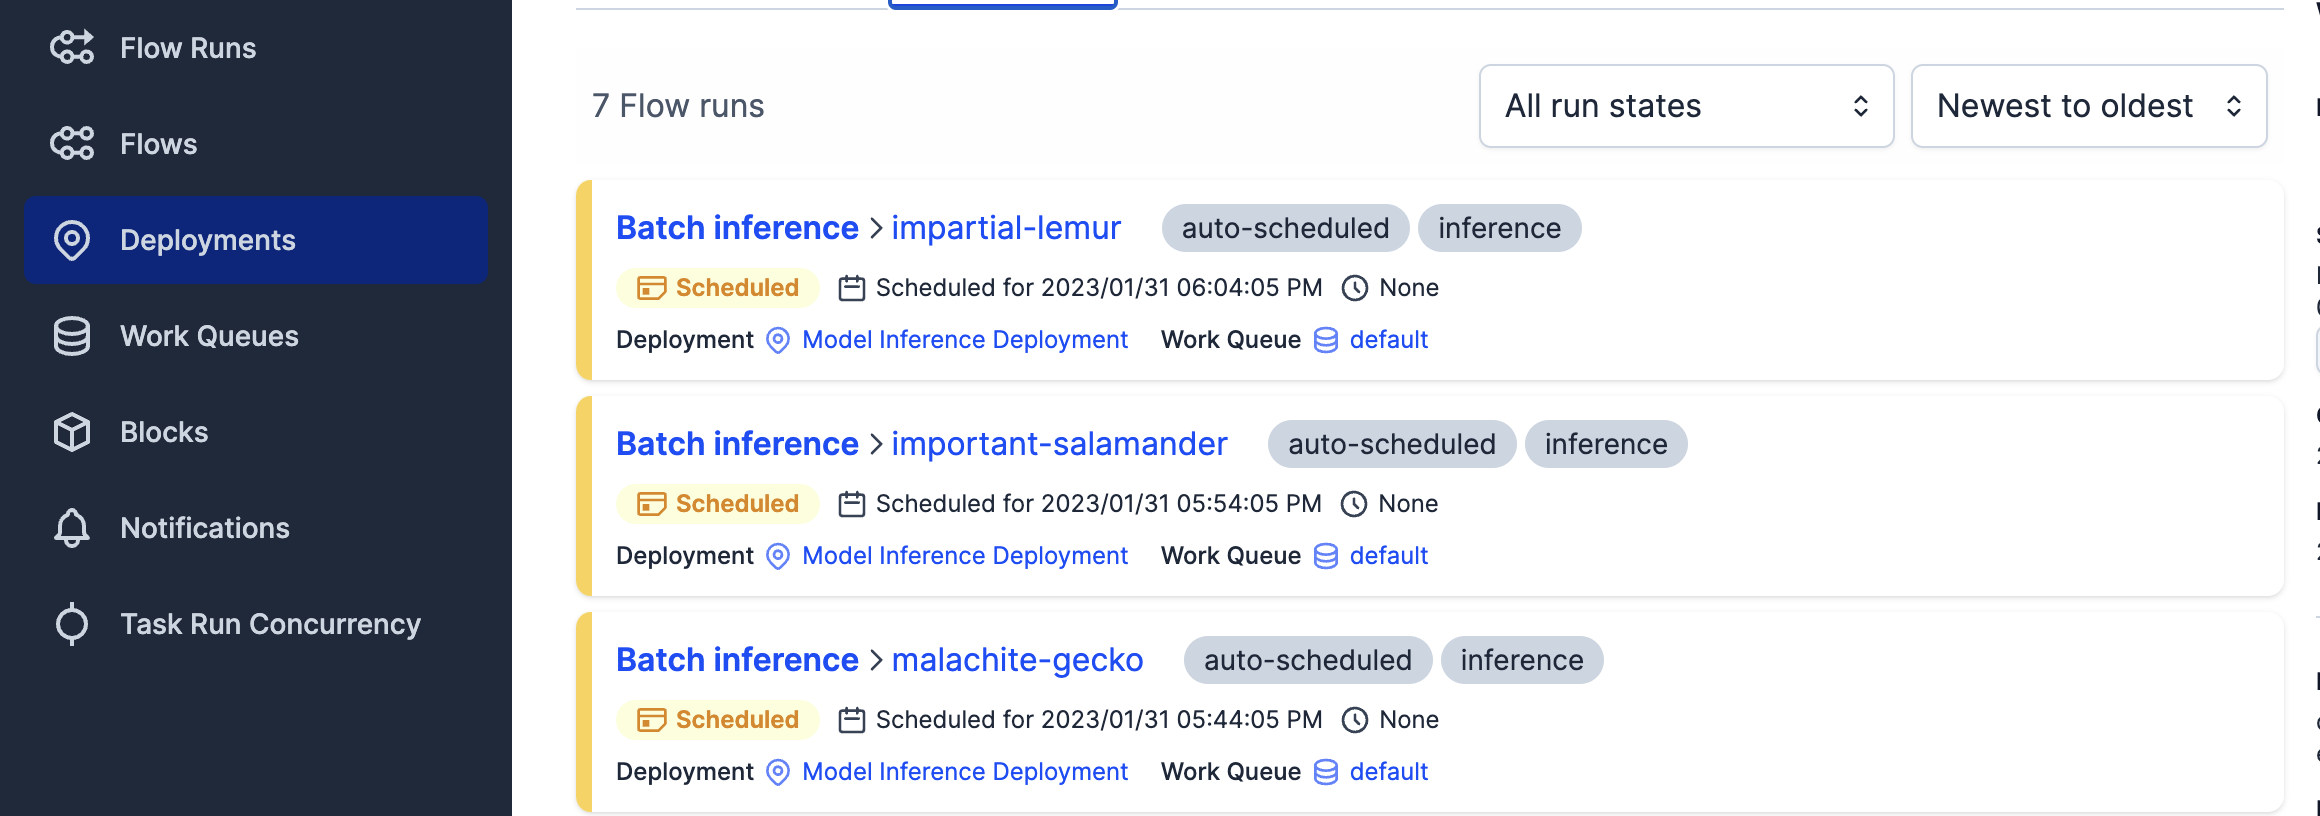 Flow Runs
Flows
Deployments
Work Queues
Blocks
Notifications
Task Run Concurrency
7 Flow runs
All run states
Newest to oldest
Batch inference > impartial-lemur auto-scheduled inference
Scheduled Scheduled for 2023/01/31 06:04:05 PM None
Deployment Model Inference Deployment Work Queue default
Batch inference > important-salamander auto-scheduled inference
Scheduled Scheduled for 2023/01/31 05:54:05 PM None
Deployment Model Inference Deployment Work Queue default
Batch inference > malachite-gecko auto-scheduled inference
Scheduled Scheduled for 2023/01/31 05:44:05 PM None
Deployment Model Inference Deployment Work Queue default